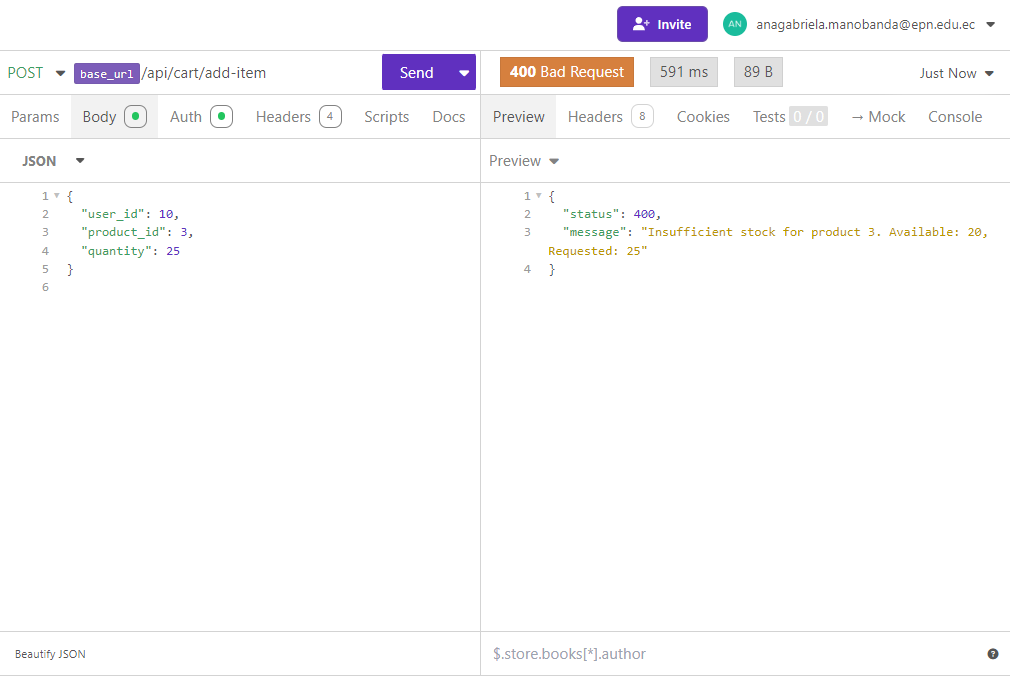 Invite
AN
anagabriela.manobanda@epn.edu.ec
POST
base_url/api/cart/add-item
Send
400 Bad Request
591 ms
89 B
Just Now
Params
Body
Auth
Headers 4
Scripts
Docs
Preview
Headers 8
Cookies
Tests 0 / 0
→ Mock
Console
JSON
Preview
1 {
2 "user_id": 10,
3 "product_id": 3,
4 "quantity": 25
5 }
6
1 {
2 "status": 400,
3 "message": "Insufficient stock for product 3. Available: 20,
Requested: 25"
4 }
Beautify JSON
$.store.books[*].author
?